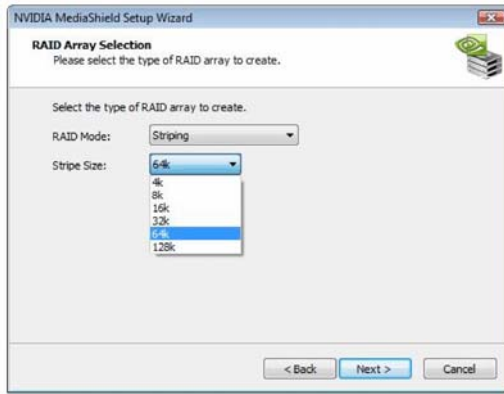 NVIDIA MediaShield Setup Wizard
RAID Array Selection
Please select the type of RAID array to create.
Select the type of RAID array to create.
RAID Mode: Striping
Stripe Size: 64k
4k
8k
16k
32k
64k
128k
< Back Next > Cancel